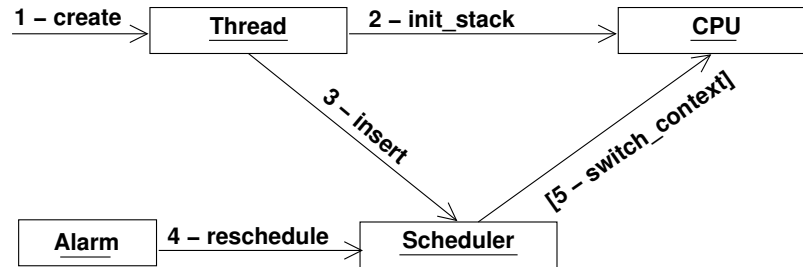 1 – create
Thread
2 – init_stack
CPU
3 – insert
[5 – switch_context]
Alarm
4 – reschedule
Scheduler